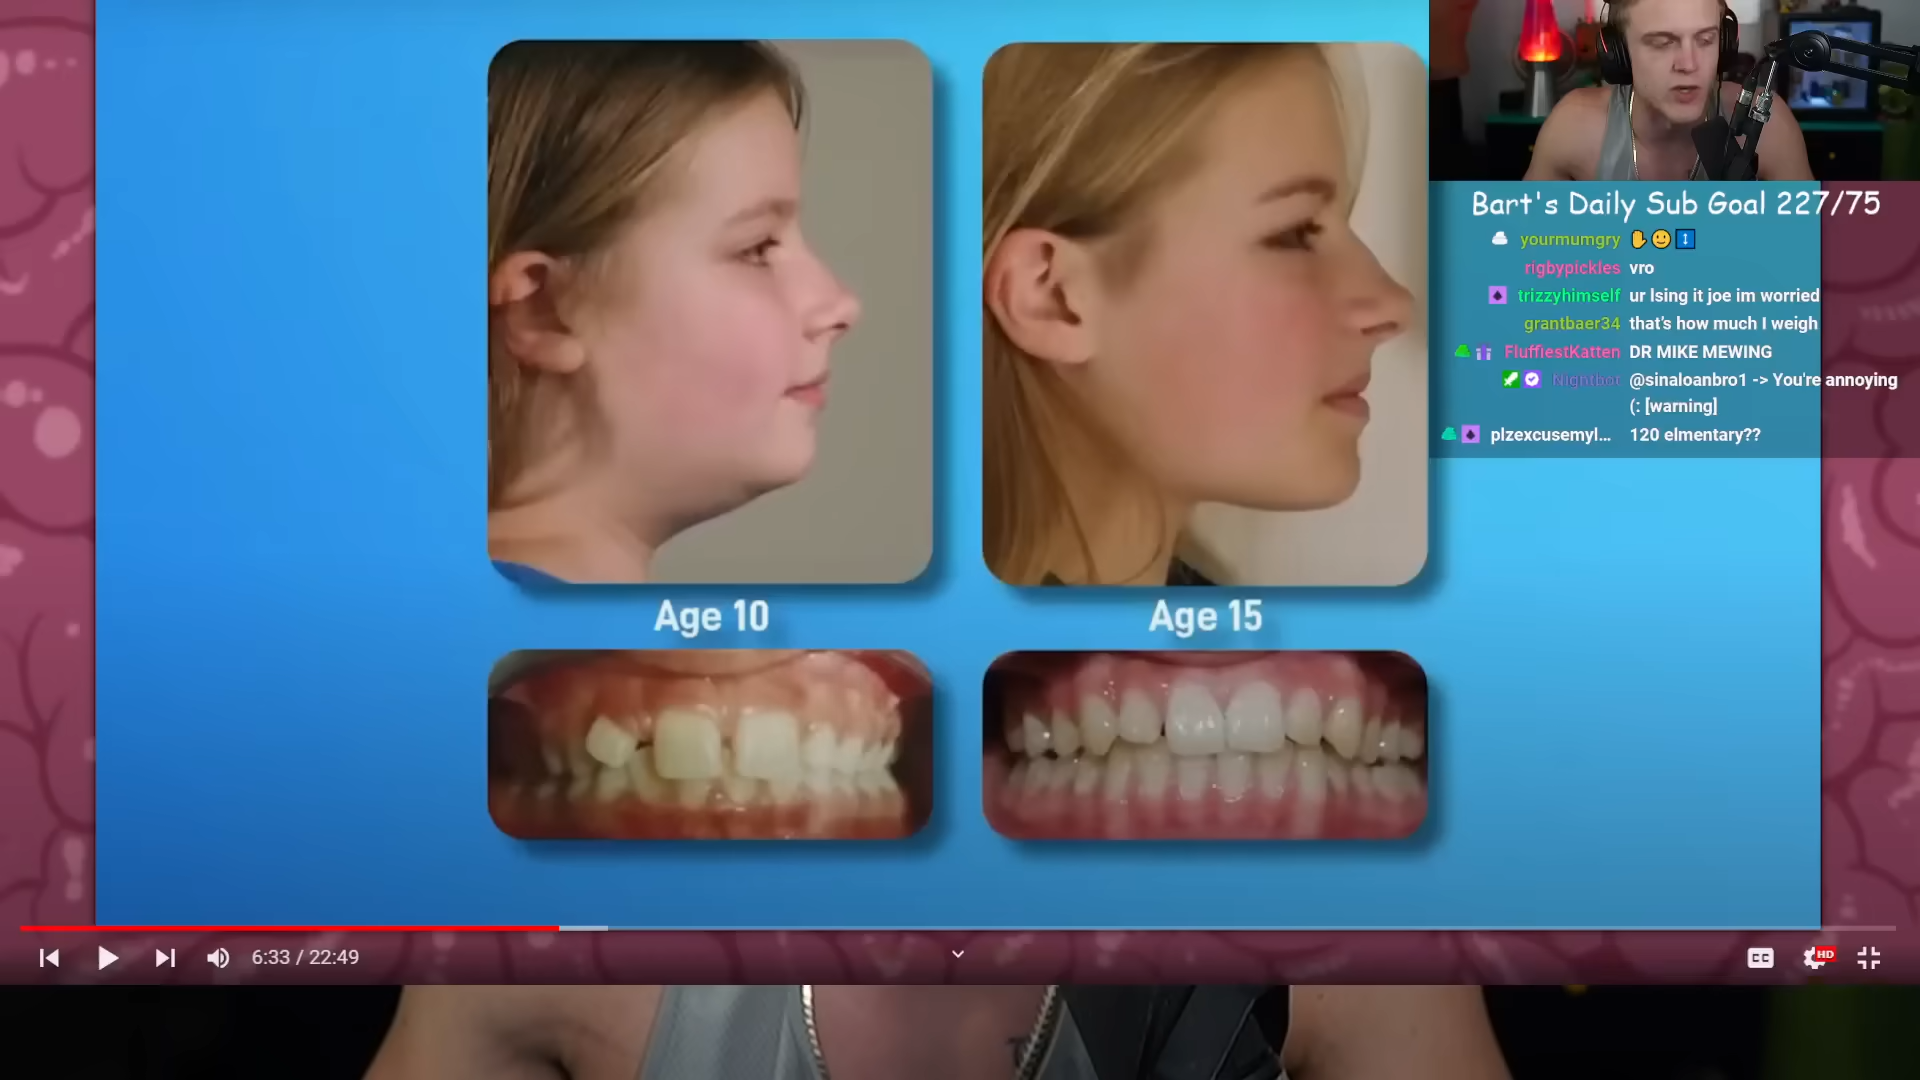 Age 10
Age 15
Bart's Daily Sub Goal 227/75
yourmumgry ✋🙂↕️
rigbypickles vro
trizzyhimself ur lsing it joe im worried
grantbaer34 that's how much I weigh
FluffiestKatten DR MIKE MEWING
Nightbot @sinaloanbro1 -> You're annoying
(: [warning]
plzexcusemyl... 120 elmentary??
6:33 / 22:49
CC
HD